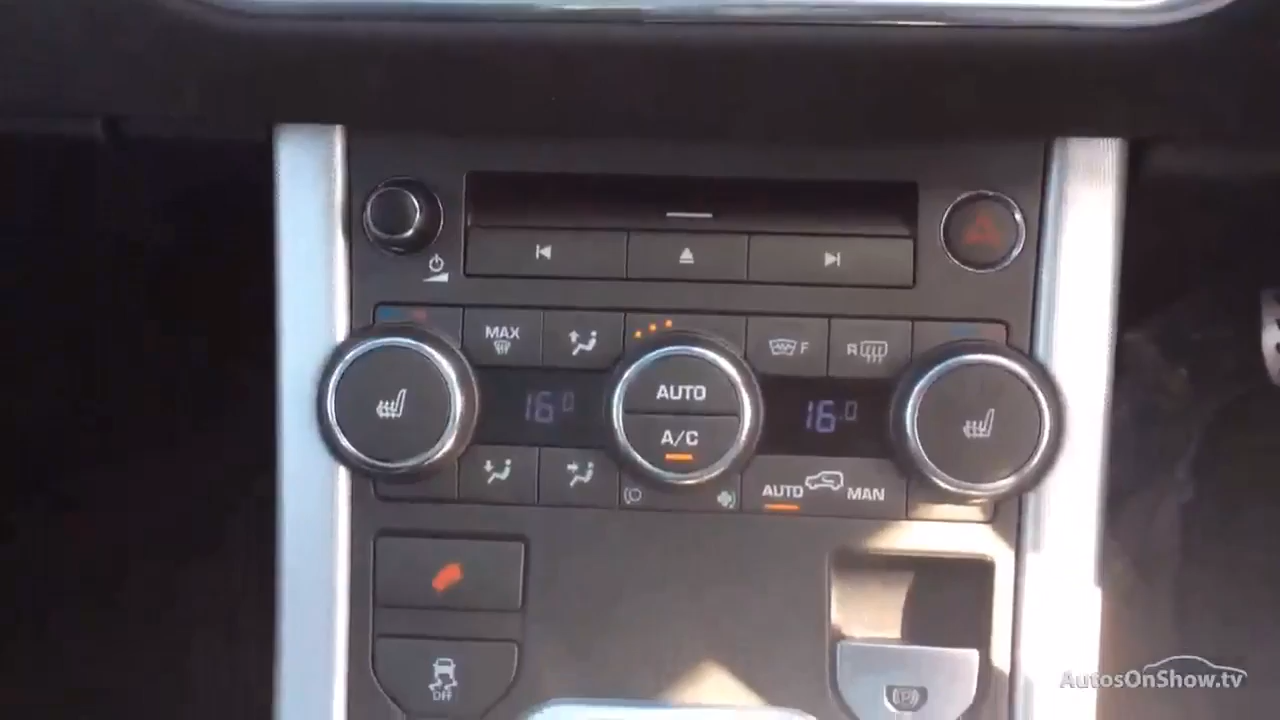 MAX
F
R
AUTO
16.0
16.0
A/C
AUTO
MAN
OFF
P
AutosOnShow.tv